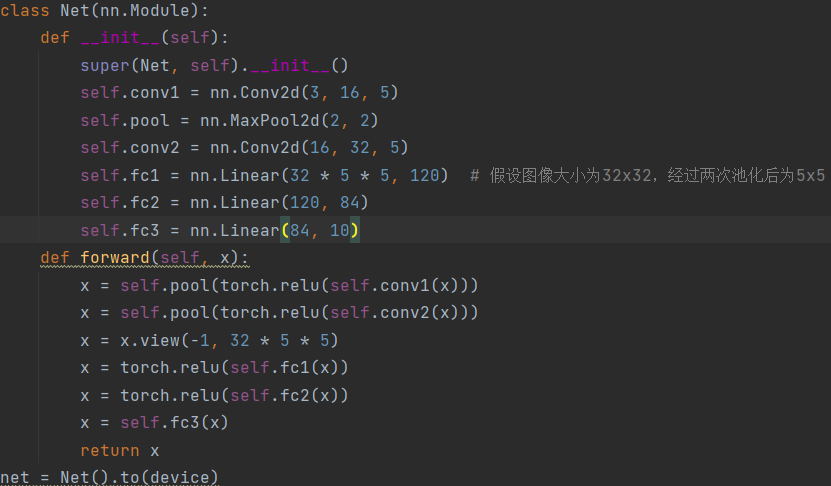 class Net(nn.Module):
    def __init__(self):
        super(Net, self).__init__()
        self.conv1 = nn.Conv2d(3, 16, 5)
        self.pool = nn.MaxPool2d(2, 2)
        self.conv2 = nn.Conv2d(16, 32, 5)
        self.fc1 = nn.Linear(32 * 5 * 5, 120)  # 假设图像大小为32x32，经过两次池化后为5x5
        self.fc2 = nn.Linear(120, 84)
        self.fc3 = nn.Linear(84, 10)
    def forward(self, x):
        x = self.pool(torch.relu(self.conv1(x)))
        x = self.pool(torch.relu(self.conv2(x)))
        x = x.view(-1, 32 * 5 * 5)
        x = torch.relu(self.fc1(x))
        x = torch.relu(self.fc2(x))
        x = self.fc3(x)
        return x
net = Net().to(device)